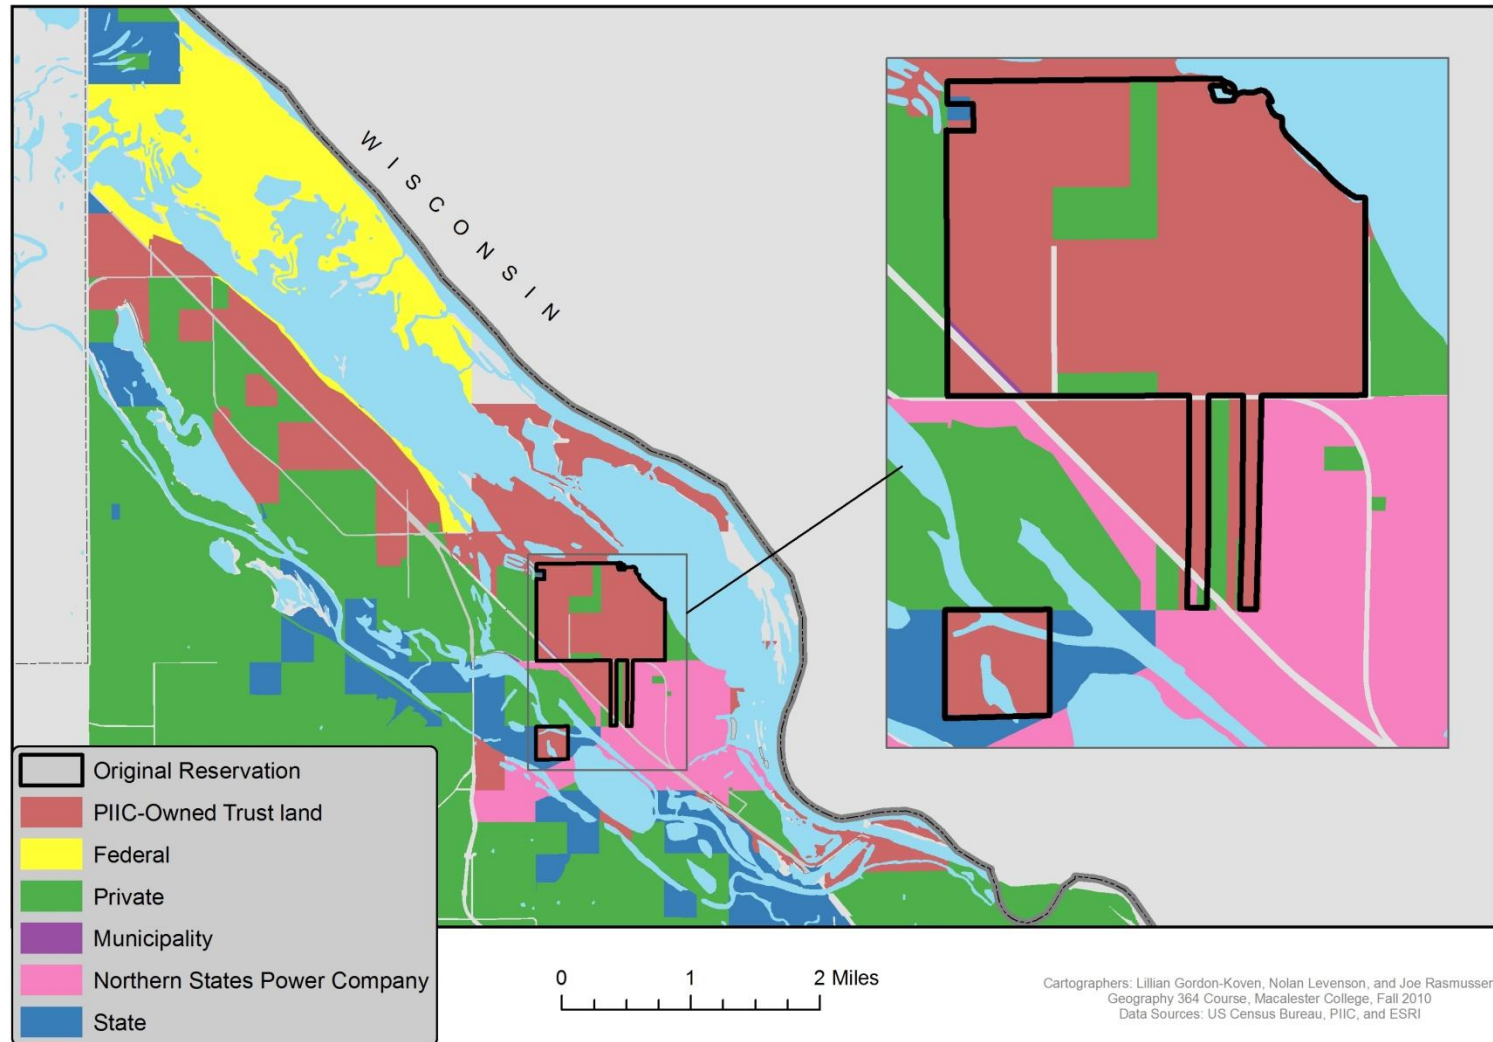 WISCONSIN
Original Reservation
PIIC-Owned Trust land
Federal
Private
Municipality
Northern States Power Company
State
0 1 2 Miles
Cartographers: Lillian Gordon-Koven, Nolan Levenson, and Joe Rasmussen
Geography 364 Course, Macalester College, Fall 2010
Data Sources: US Census Bureau, PIIC, and ESRI